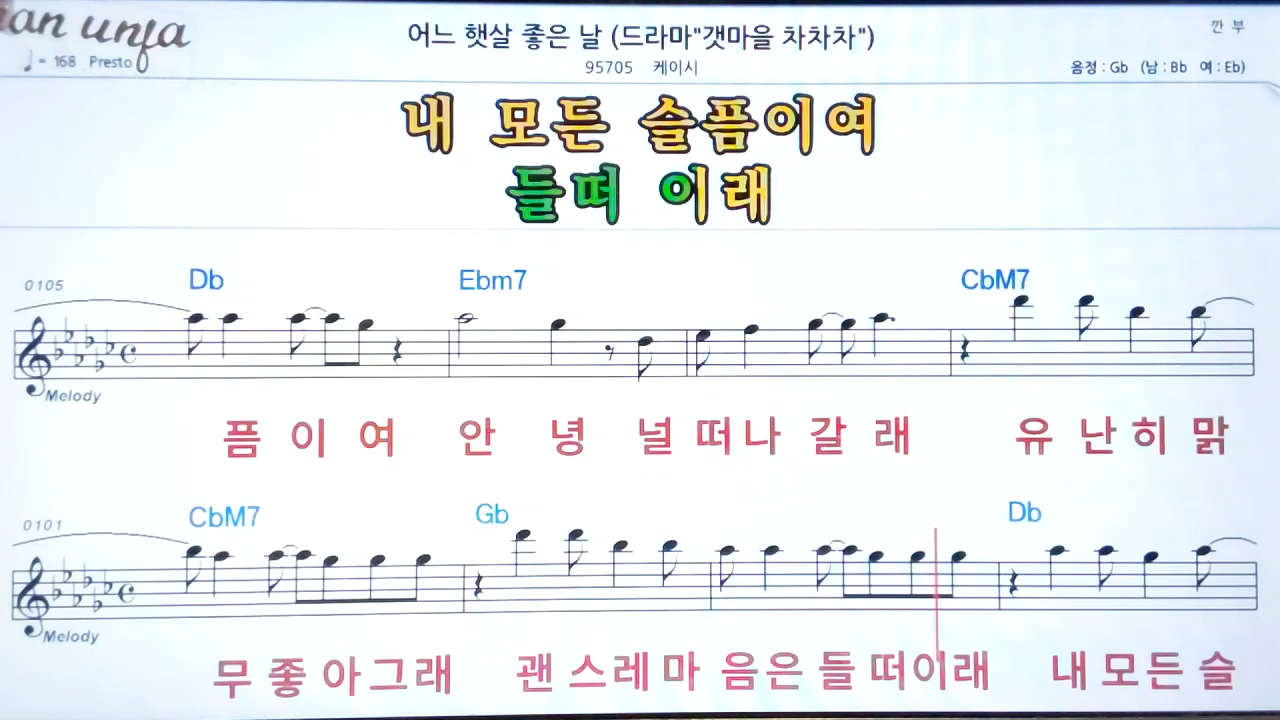 어느 햇살 좋은 날 (드라마"갯마을 차차차")
깐 부
♩= 168 Presto
95705 케이시
음정 : Gb (남 : Bb 여 : Eb)
내 모든 슬픔이여
들떠 이래
0105 Db Ebm7 CbM7
Melody
픔 이 여 안 녕 널 떠나 갈 래 유 난히 맑
0101 CbM7 Gb Db
Melody
무 좋 아그래 괜 스레 마 음은 들 떠이래 내 모든 슬